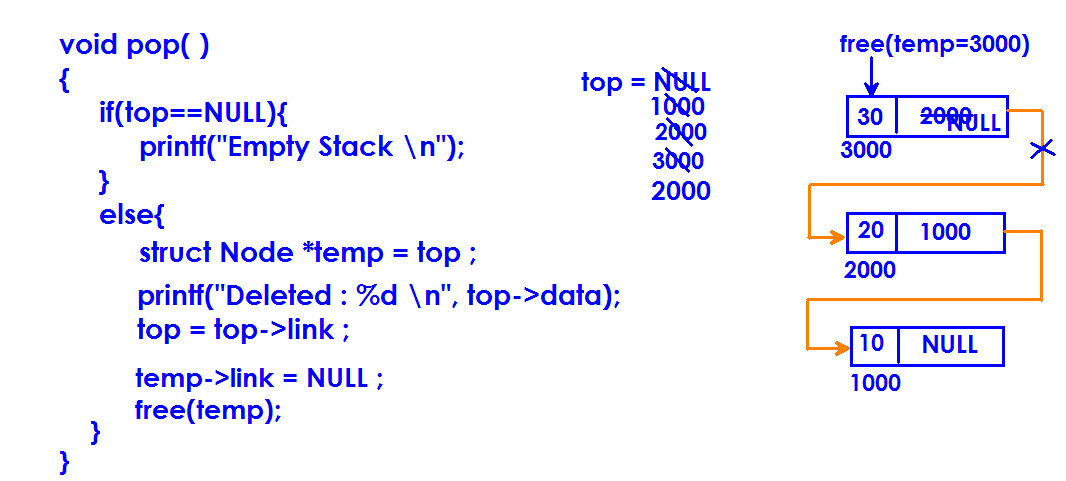 void pop( )
{
if(top==NULL){
printf("Empty Stack \n");
}
else{
struct Node *temp = top ;
printf("Deleted : %d \n", top->data);
top = top->link ;
temp->link = NULL ;
free(temp);
}
}
top = NULL
1000
2000
3000
2000
free(temp=3000)
30 2000 NULL
3000
20 1000
2000
10 NULL
1000